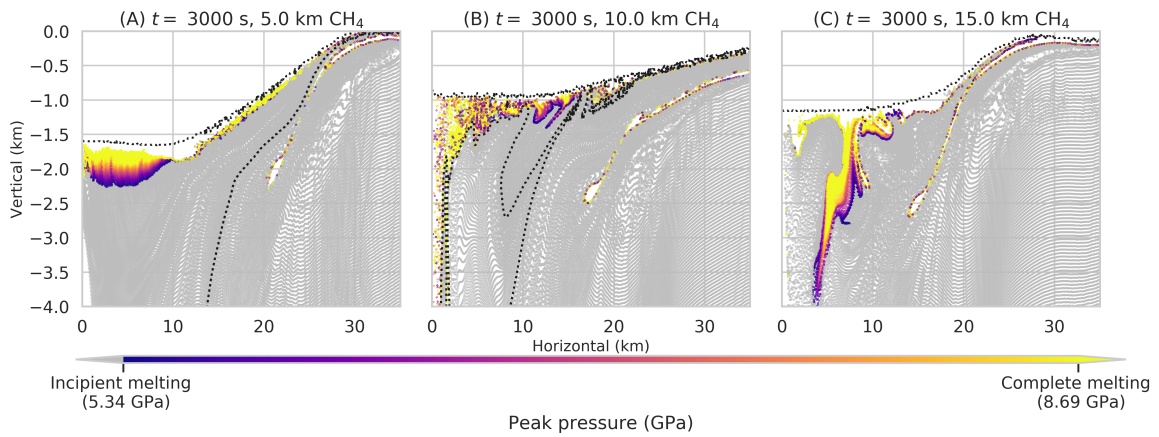 (A) t = 3000 s, 5.0 km CH₄ (B) t = 3000 s, 10.0 km CH₄ (C) t = 3000 s, 15.0 km CH₄
0.0
−0.5
−1.0
−1.5
−2.0
−2.5
−3.0
−3.5
−4.0
Vertical (km)
0 10 20 30 0 10 20 30 0 10 20 30
Horizontal (km)
Incipient melting Complete melting
(5.34 GPa) (8.69 GPa)
Peak pressure (GPa)